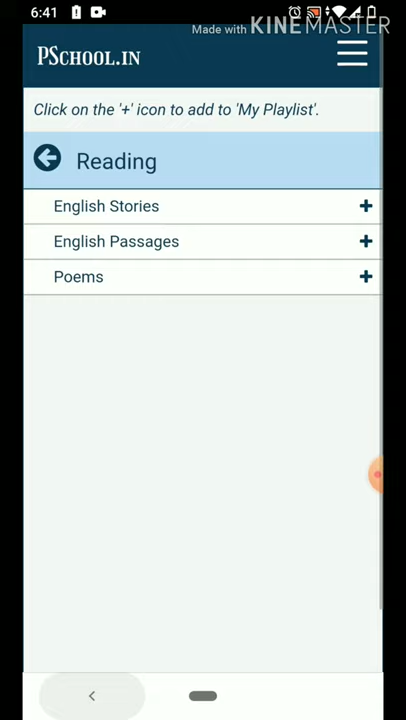 6:41
Made with KINEMASTER
PSCHOOL.IN
Click on the '+' icon to add to 'My Playlist'.
Reading
English Stories +
English Passages +
Poems +